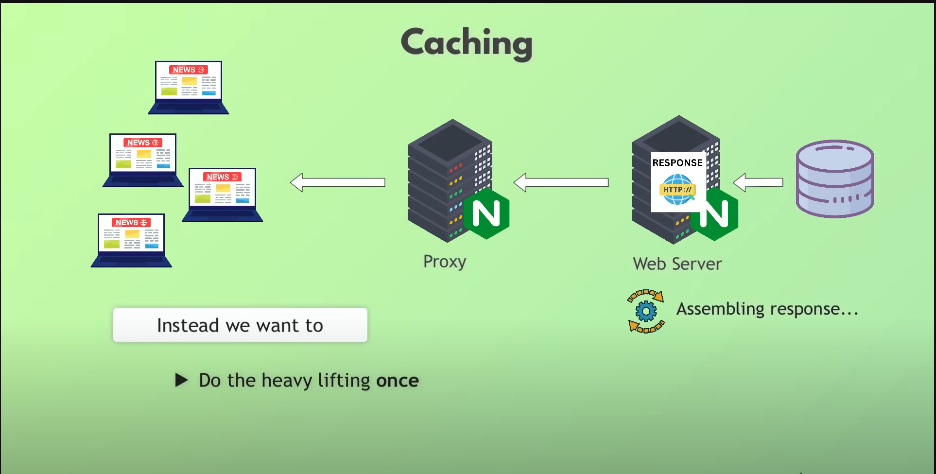 Caching
NEWS
NEWS
NEWS
NEWS
RESPONSE
HTTP://
N
N
Proxy
Web Server
Assembling response...
Instead we want to
► Do the heavy lifting once